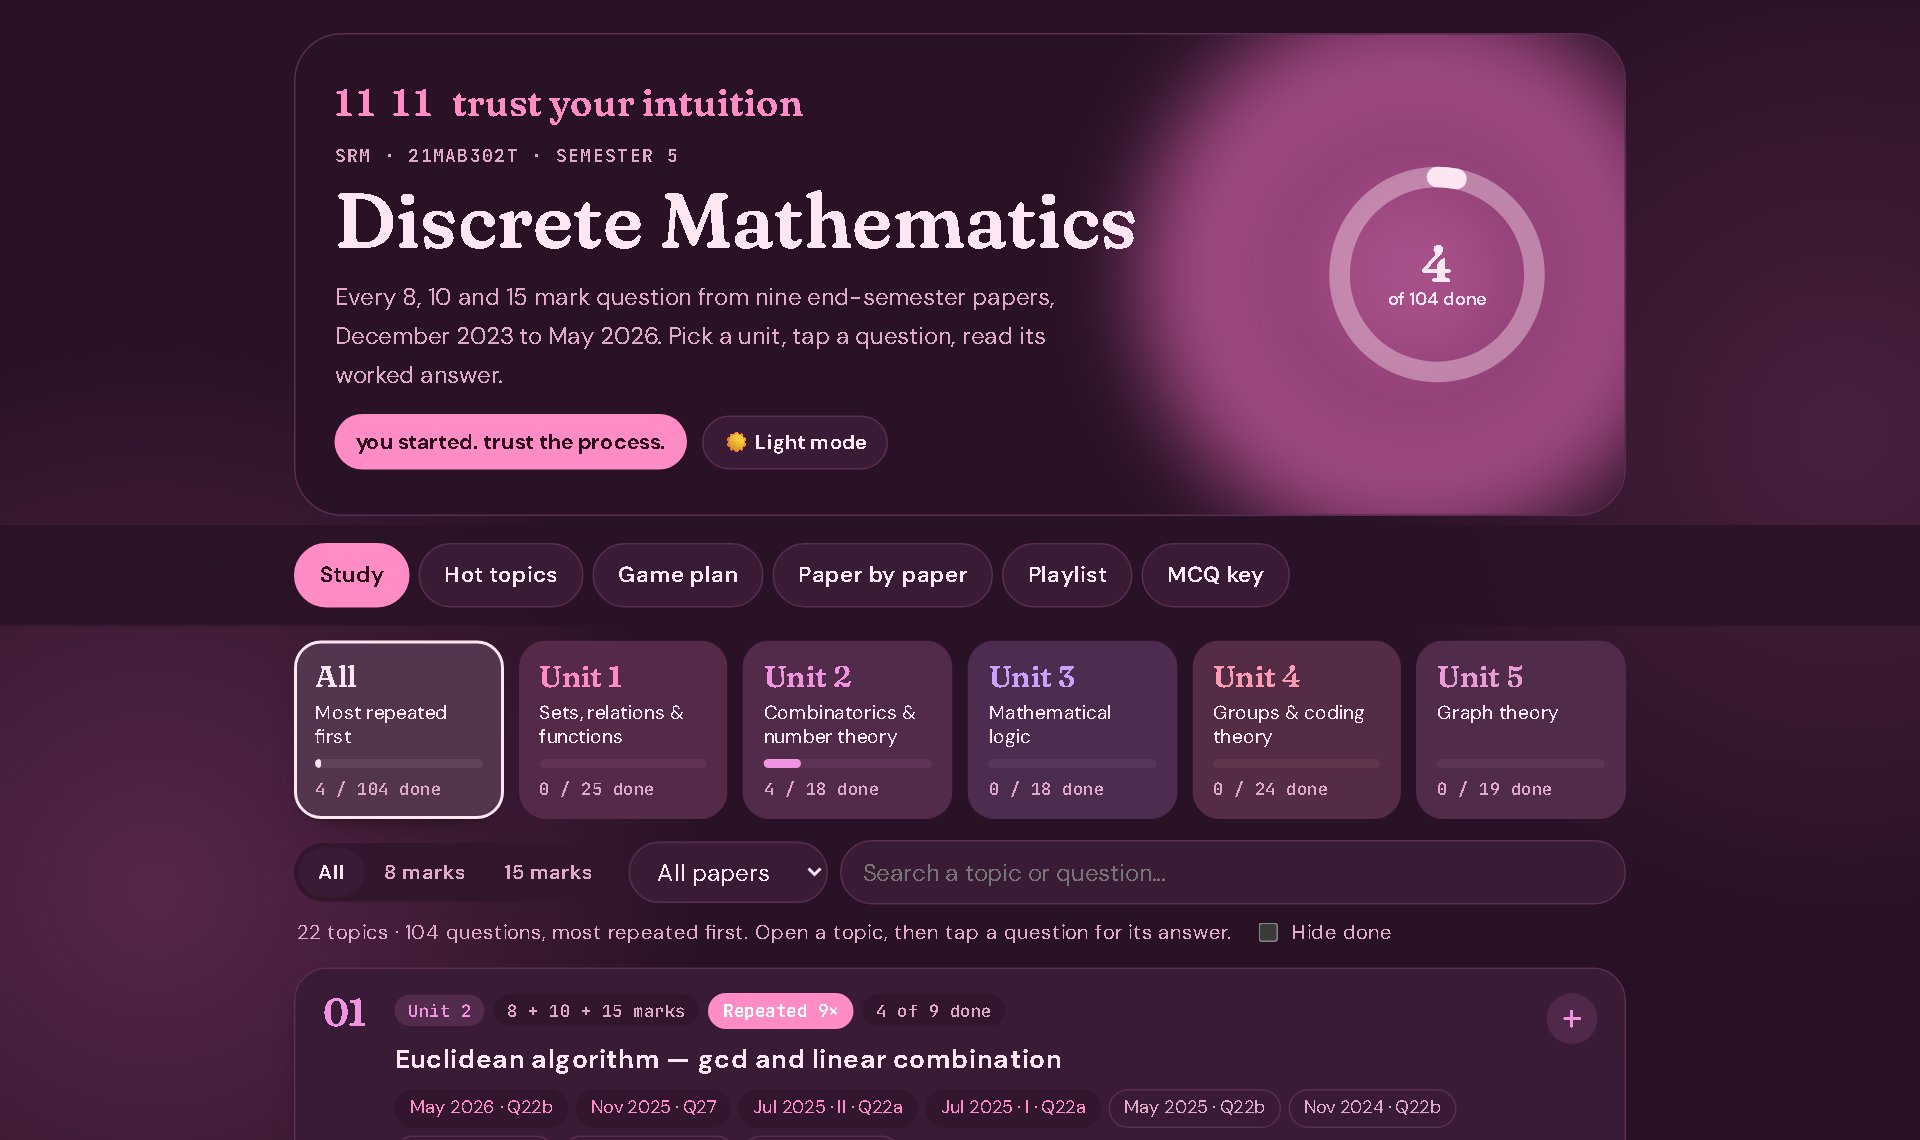 11 11 trust your intuition
SRM · 21MAB302T · SEMESTER 5
Discrete Mathematics
Every 8, 10 and 15 mark question from nine end-semester papers,
December 2023 to May 2026. Pick a unit, tap a question, read its
worked answer.
you started. trust the process.
Light mode
4
of 104 done
Study
Hot topics
Game plan
Paper by paper
Playlist
MCQ key
All
Most repeated
first
4 / 104 done
Unit 1
Sets, relations &
functions
0 / 25 done
Unit 2
Combinatorics &
number theory
4 / 18 done
Unit 3
Mathematical
logic
0 / 18 done
Unit 4
Groups & coding
theory
0 / 24 done
Unit 5
Graph theory
0 / 19 done
All
8 marks
15 marks
All papers
Search a topic or question...
22 topics · 104 questions, most repeated first. Open a topic, then tap a question for its answer.
Hide done
01
Unit 2
8 + 10 + 15 marks
Repeated 9×
4 of 9 done
+
Euclidean algorithm — gcd and linear combination
May 2026 · Q22b
Nov 2025 · Q27
Jul 2025 · II · Q22a
Jul 2025 · I · Q22a
May 2025 · Q22b
Nov 2024 · Q22b